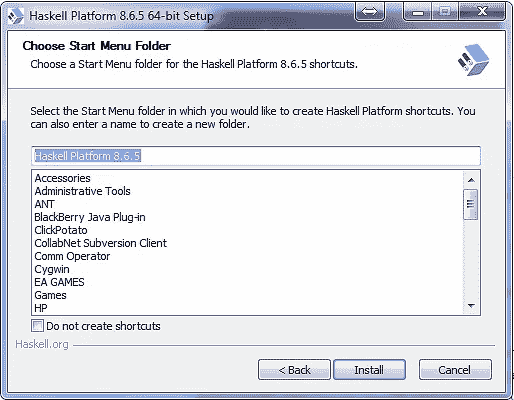 Haskell Platform 8.6.5 64-bit Setup
Choose Start Menu Folder
Choose a Start Menu folder for the Haskell Platform 8.6.5 shortcuts.
Select the Start Menu folder in which you would like to create Haskell Platform shortcuts. You
can also enter a name to create a new folder.
Haskell Platform 8.6.5
Accessories
Administrative Tools
ANT
BlackBerry Java Plug-in
ClickPotato
CollabNet Subversion Client
Comm Operator
Cygwin
EA GAMES
Games
HP
Do not create shortcuts
Haskell.org
< Back
Install
Cancel